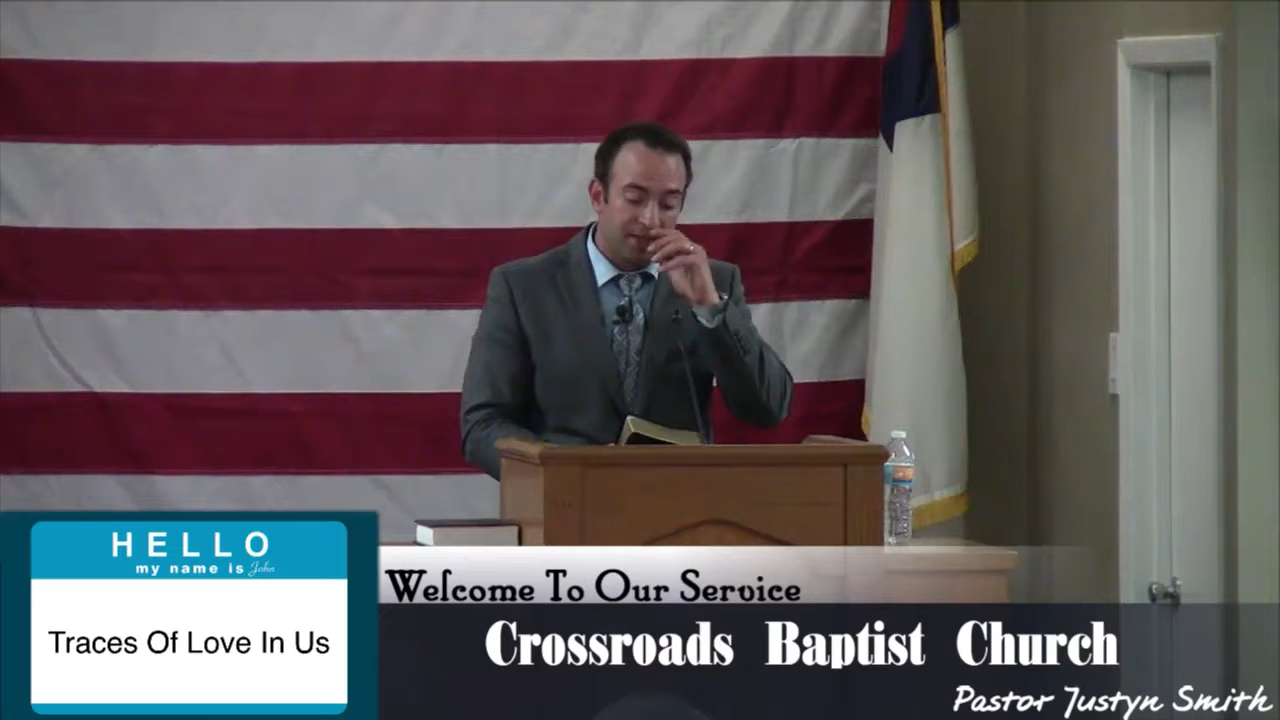 HELLO
my name is John
Traces Of Love In Us
Welcome To Our Service
Crossroads Baptist Church
Pastor Justyn Smith